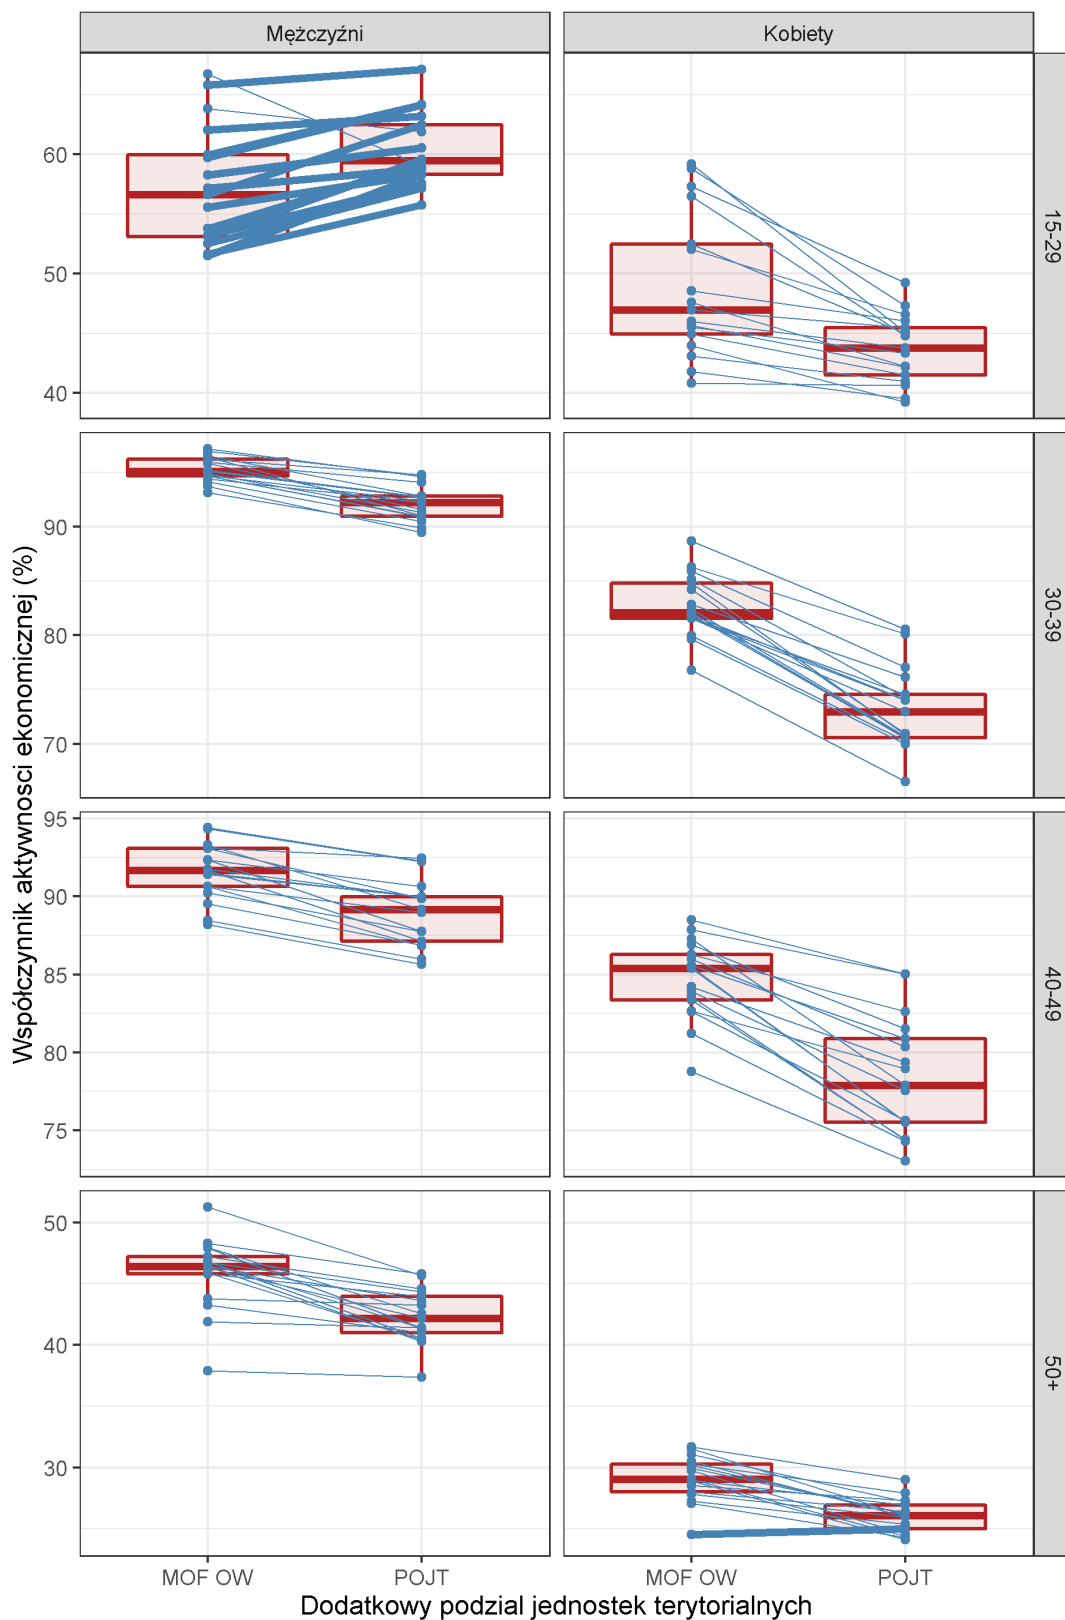 Mężczyźni
Kobiety
60
50
40
15-29
90
80
70
30-39
95
90
85
80
75
40-49
50
40
30
50+
MOF OW
POJT
MOF OW
POJT
Współczynnik aktywnosci ekonomicznej (%)
Dodatkowy podzial jednostek terytorialnych